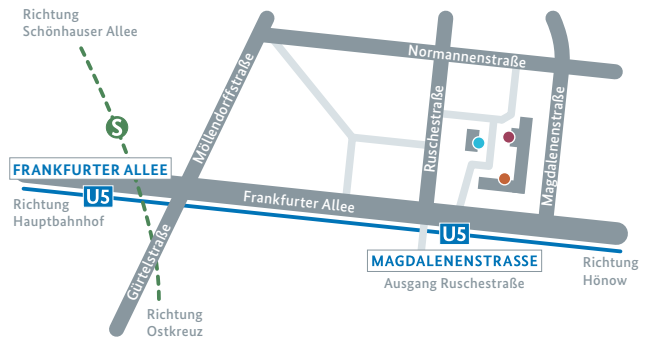 Richtung
Schönhauser Allee
S
Möllendorffstraße
Normannenstraße
Ruschestraße
Magdalenenstraße
FRANKFURTER ALLEE
U5
Richtung
Hauptbahnhof
Frankfurter Allee
Gürtelstraße
U5
MAGDALENENSTRASSE
Ausgang Ruschestraße
Richtung
Hönow
Richtung
Ostkreuz